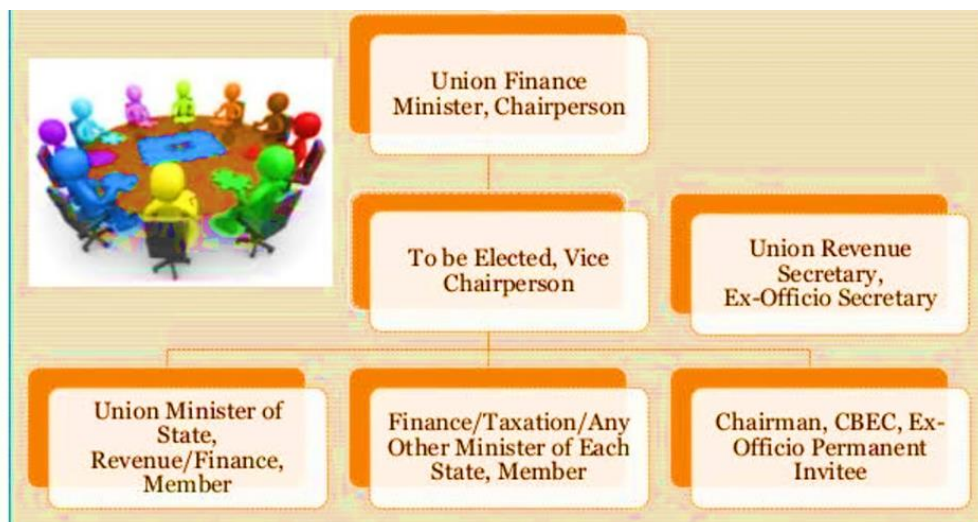 Union Finance
Minister, Chairperson
To be Elected, Vice
Chairperson
Union Revenue
Secretary,
Ex-Officio Secretary
Union Minister of
State,
Revenue/Finance,
Member
Finance/Taxation/Any
Other Minister of Each
State, Member
Chairman, CBEC, Ex-
Officio Permanent
Invitee